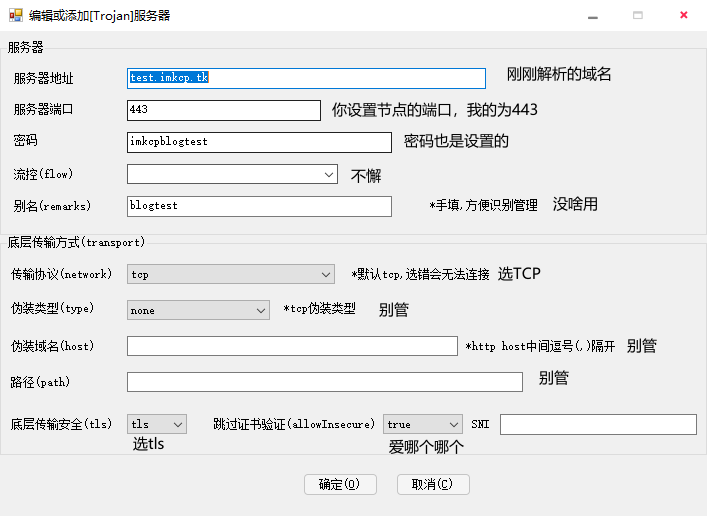 编辑或添加[Trojan]服务器
服务器
服务器地址 test.imkcp.tk 刚刚解析的域名
服务器端口 443 你设置节点的端口，我的为443
密码 imkcpblogtest 密码也是设置的
流控(flow) 不懈
别名(remarks) blogtest *手填,方便识别管理 没啥用
底层传输方式(transport)
传输协议(network) tcp *默认tcp,选错会无法连接 选TCP
伪装类型(type) none *tcp伪装类型 别管
伪装域名(host) *http host中间逗号(,)隔开 别管
路径(path) 别管
底层传输安全(tls) tls 跳过证书验证(allowInsecure) true SNI
选tls 爱哪个哪个
确定(O) 取消(C)